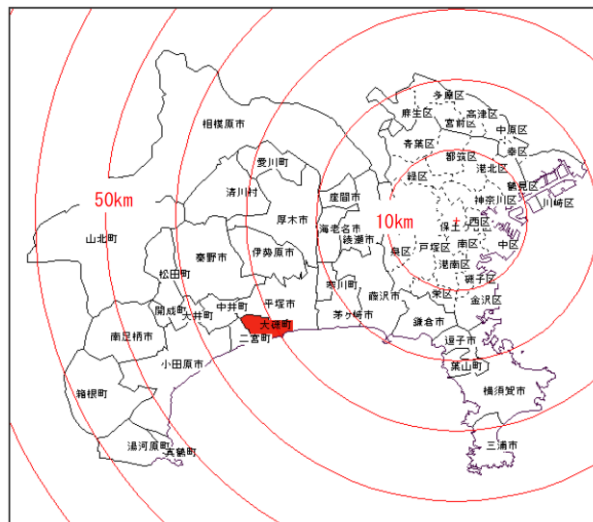 多摩区
麻生区
高津区
宮前区
中原区
相模原市
幸区
青葉区
都筑区
港北区
愛川町
緑区
鶴見区
清川村
座間市
神奈川区
川崎区
50km
厚木市
10km
西区
海老名市
保土ヶ谷区
山北町
綾瀬市
戸塚区
南区
中区
秦野市
伊勢原市
泉区
港南区
松田町
磯子区
寒川町
栄区
藤沢市
金沢区
開成町
中井町
平塚市
大井町
茅ヶ崎市
鎌倉市
大磯町
南足柄市
二宮町
逗子市
小田原市
葉山町
箱根町
横須賀市
湯河原町
真鶴町
三浦市